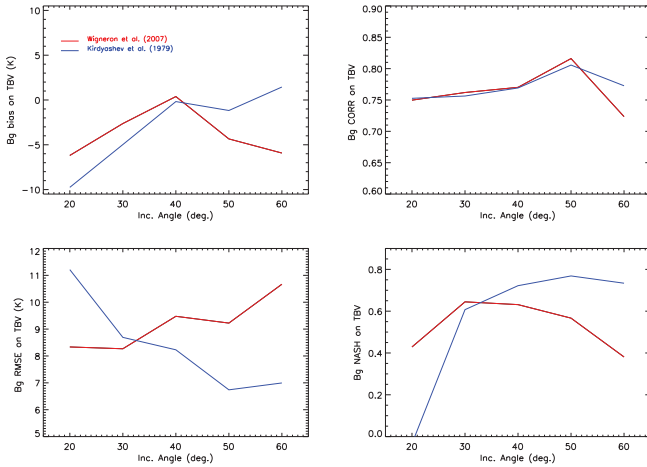 10
5
0
-5
-10
Bg bias on TBV (K)
Wigneron et al. (2007)
Kirdyashev et al. (1979)
20 30 40 50 60
Inc. Angle (deg.)
0.90
0.85
0.80
0.75
0.70
0.65
0.60
Bg CORR on TBV
20 30 40 50 60
Inc. Angle (deg.)
12
11
10
9
8
7
6
5
Bg RMSE on TBV (K)
20 30 40 50 60
Inc. Angle (deg.)
0.8
0.6
0.4
0.2
0.0
Bg NASH on TBV
20 30 40 50 60
Inc. Angle (deg.)